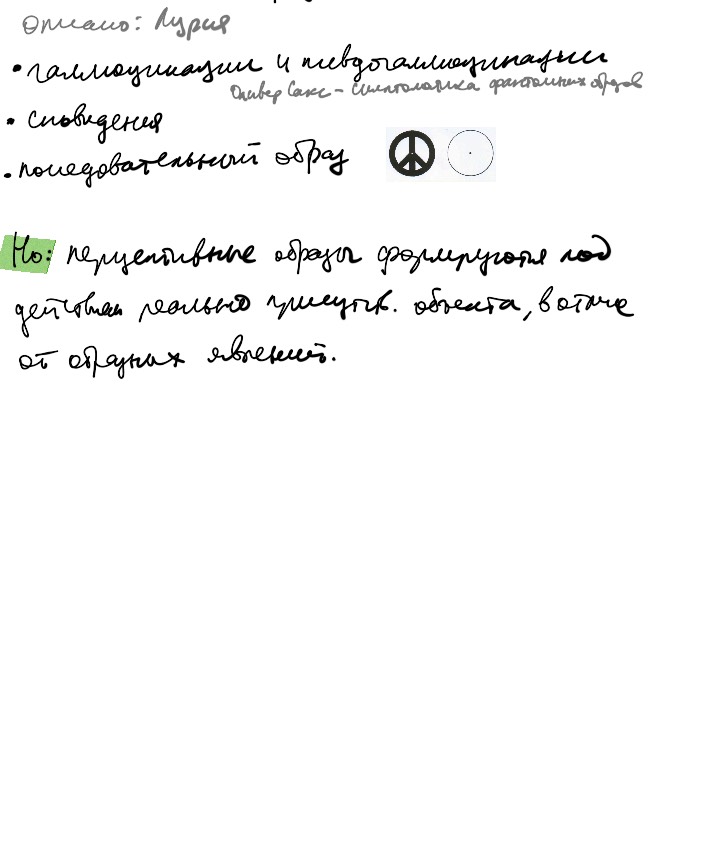 описано: Лурия
• галлюцинации и псевдогаллюцинации
Оливер Сакс – симптоматика фантомных образов
• сновидения
• последовательный образ
Но: перцептивные образы формируются под
действием реально присутств. объекта, в отличие
от образных явлений.